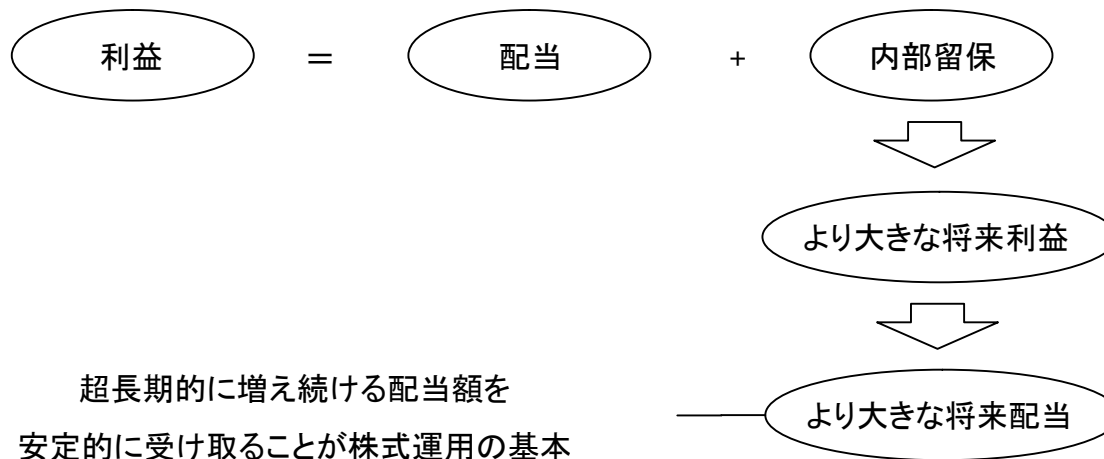 利益 ＝ 配当 + 内部留保
より大きな将来利益
超長期的に増え続ける配当額を
より大きな将来配当
安定的に受け取ることが株式運用の基本